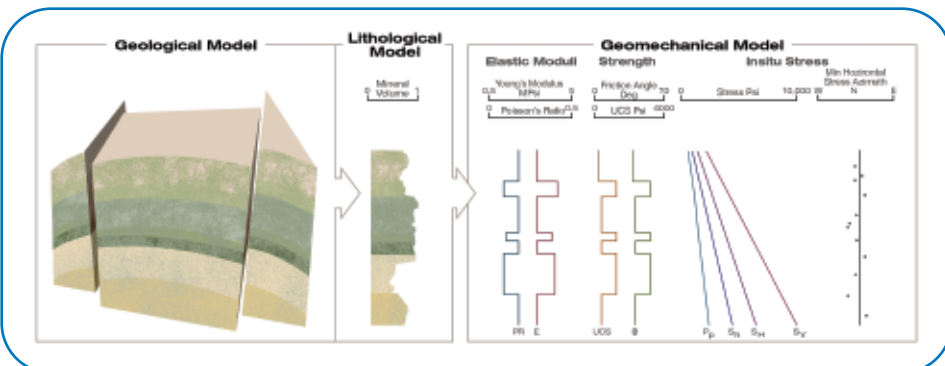 Geological Model
Lithological
Model
Mineral
Volume
0 1
Geomechanical Model
Elastic Moduli
Young's Modulus
0.5 MPsi 5
0 Poisson's Ratio 0.5
Strength
Friction Angle
0 Deg 70
0 UCS Psi 4000
Insitu Stress
0 Stress Psi 10,000
Min Horizontal
Stress Azimuth
W N E
PR E UCS Pp Sh SH Sv